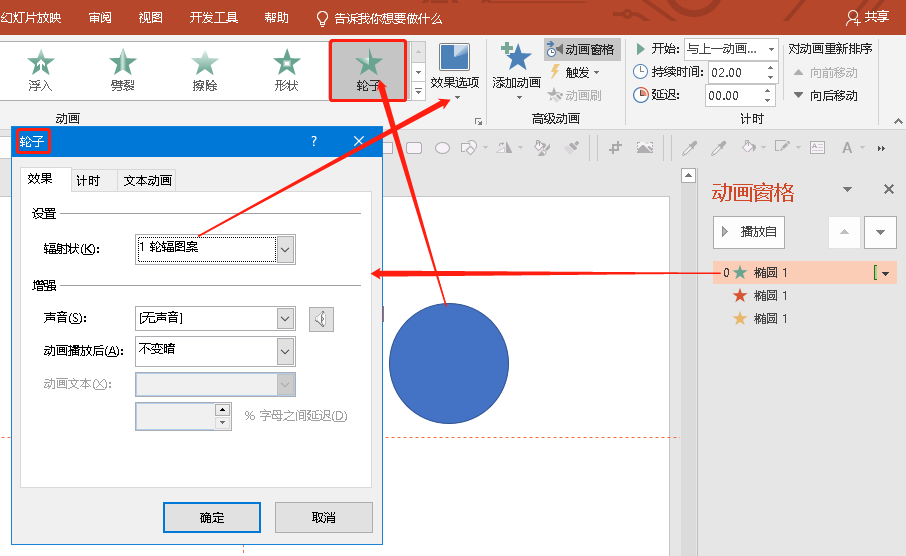 幻灯片放映 审阅 视图 开发工具 帮助 告诉我你想要做什么 共享
浮入 劈裂 擦除 形状 轮子 效果选项 添加动画 动画窗格 开始: 与上一动画... 对动画重新排序
触发 持续时间: 02.00 向前移动
动画刷 延迟: 00.00 向后移动
动画 高级动画 计时
轮子 ?
效果 计时 文本动画
设置
辐射状(K): 1 轮辐图案
增强
声音(S): [无声音]
动画播放后(A): 不变暗
动画文本(X):
% 字母之间延迟(D)
确定 取消
A
动画窗格
播放自
0 椭圆 1
椭圆 1
椭圆 1